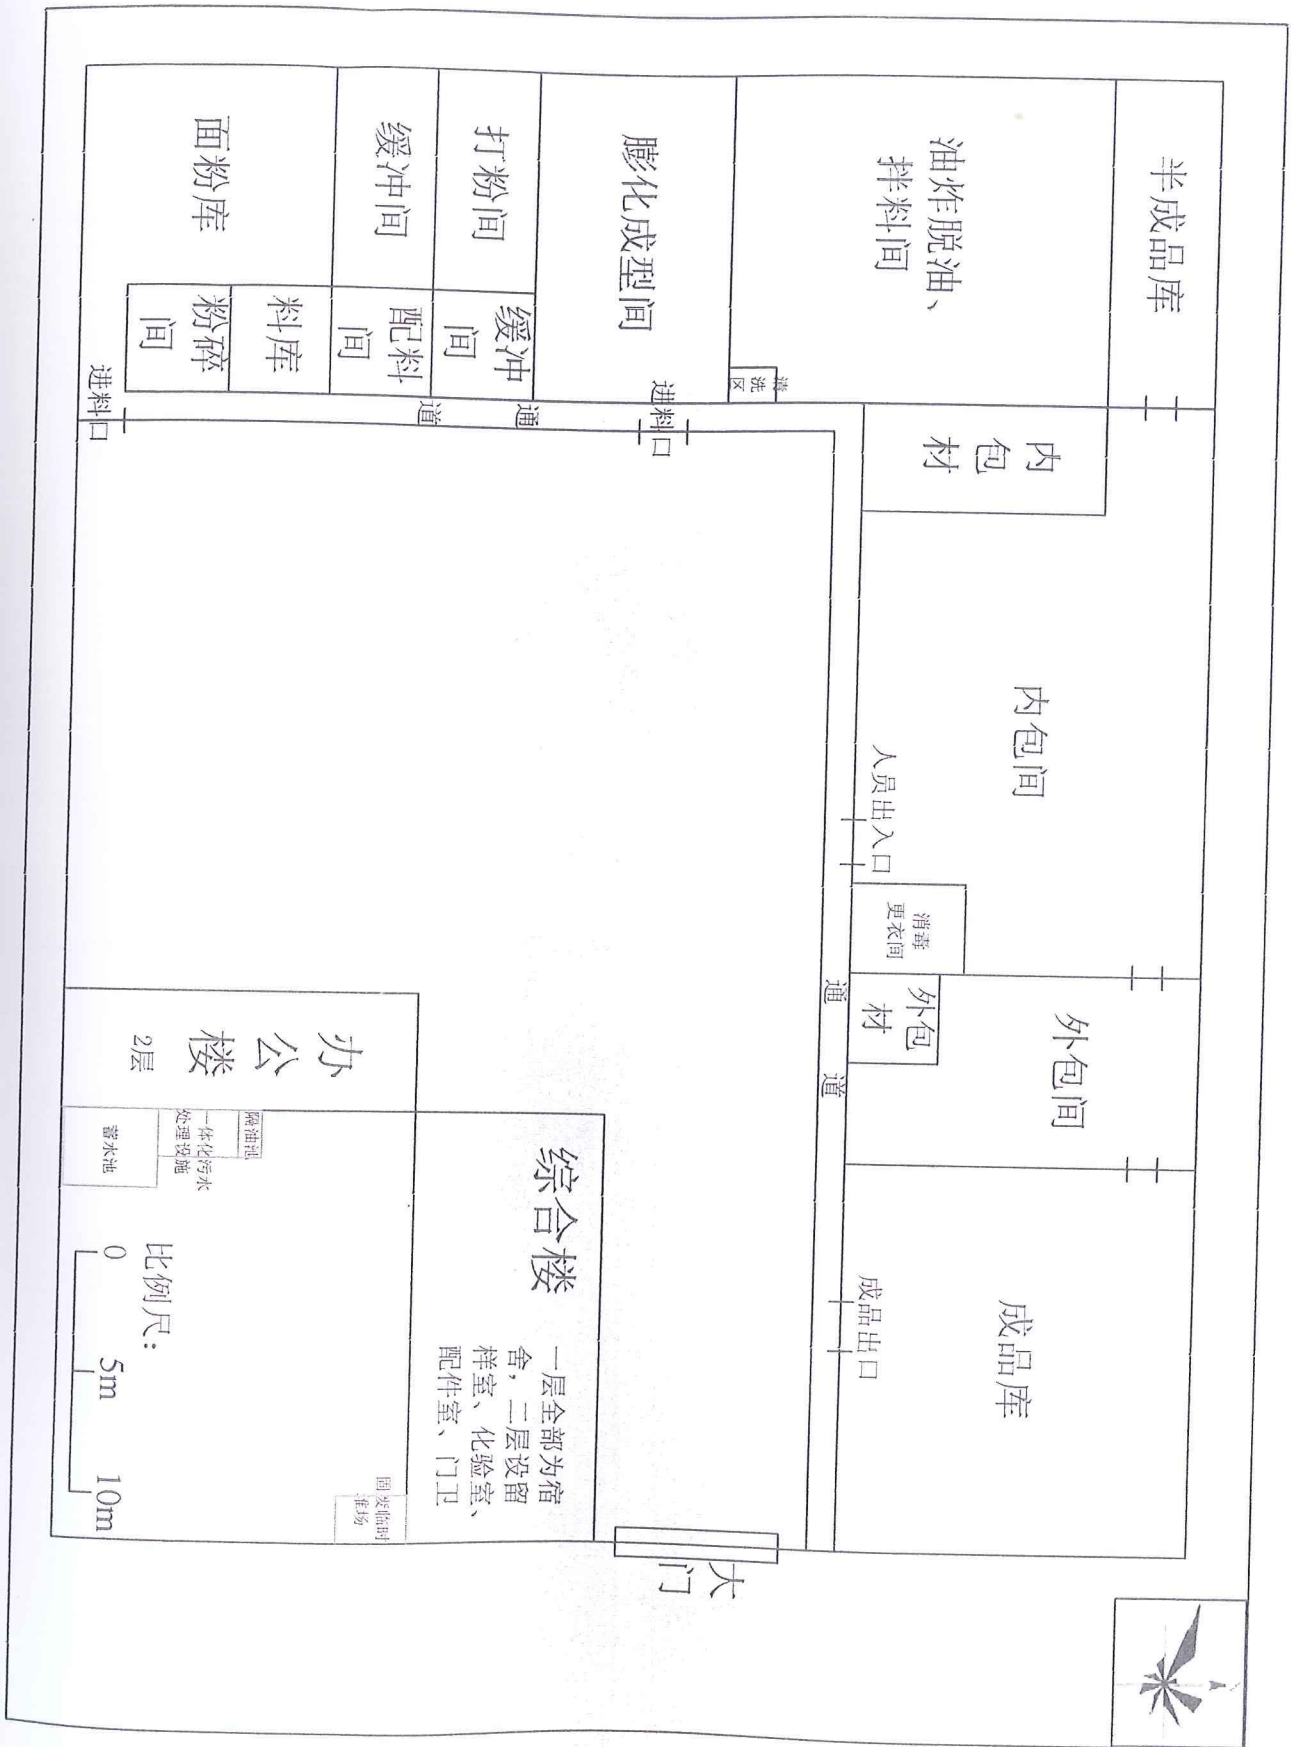 半成品库
油炸脱油、
拌料间
清洗区
膨化成型间
打粉间
缓冲间
面粉库
缓冲
间
配料
间
料库
粉碎
间
进料口
通道
进料口
内包材
内包间
人员出入口
消毒
更衣间
外包间
外包
材
通道
成品库
成品出口
大门
办公楼
2层
隔油池
一体化污水
处理设施
蓄水池
综合楼
一层全部为宿
舍，二层设留
样室、化验室、
配件室、门卫
固废临时
堆场
比例尺：
0 5m 10m